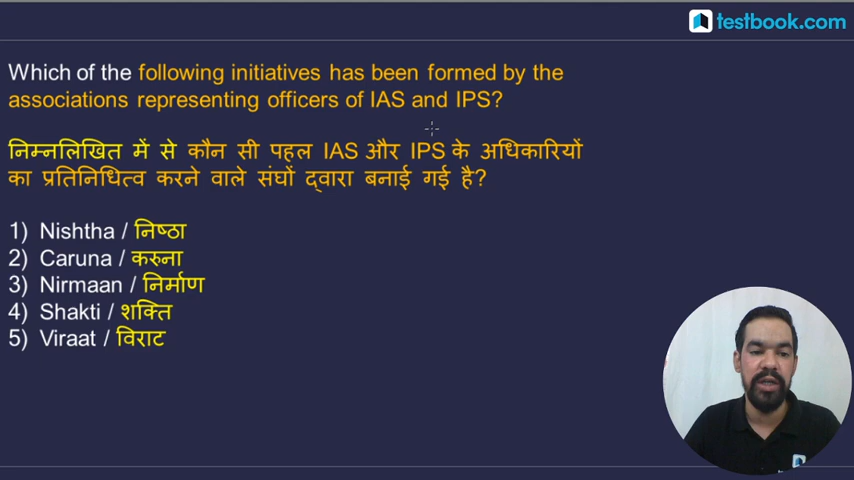 testbook.com
Which of the following initiatives has been formed by the
associations representing officers of IAS and IPS?
निम्नलिखित में से कौन सी पहल IAS और IPS के अधिकारियों
का प्रतिनिधित्व करने वाले संघों द्वारा बनाई गई है?
1) Nishtha / निष्ठा
2) Caruna / करुना
3) Nirmaan / निर्माण
4) Shakti / शक्ति
5) Viraat / विराट